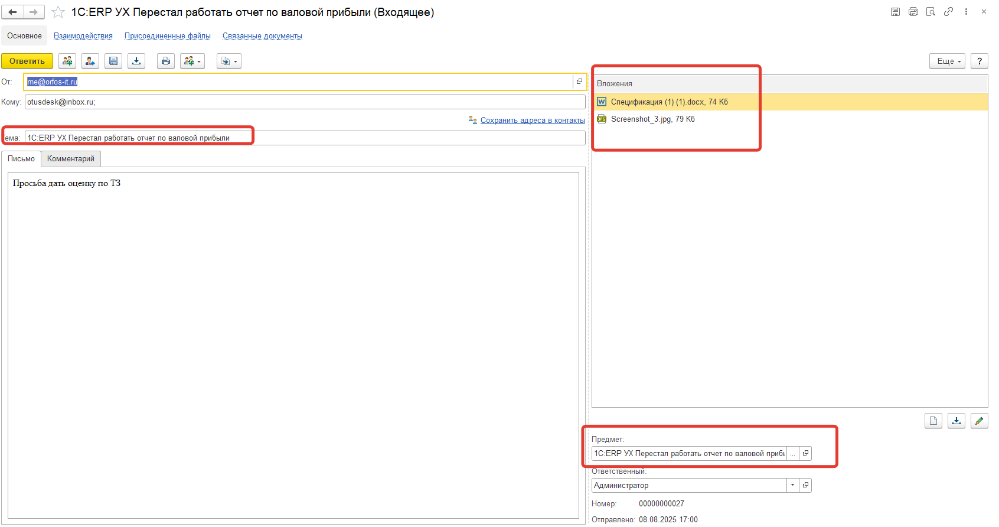 1С:ERP УХ Перестал работать отчет по валовой прибыли (Входящее)
Основное Взаимодействия Присоединенные файлы Связанные документы
Ответить Еще ?
От: me@orfos-it.ru
Кому: otusdesk@inbox.ru;
Сохранить адреса в контакты
Тема: 1С:ERP УХ Перестал работать отчет по валовой прибыли
Письмо Комментарий
Просьба дать оценку по ТЗ
Вложения
Спецификация (1) (1).docx, 74 Кб
Screenshot_3.jpg, 79 Кб
Предмет:
1С:ERP УХ Перестал работать отчет по валовой приб ...
Ответственный:
Администратор
Номер: 00000000027
Отправлено: 08.08.2025 17:00